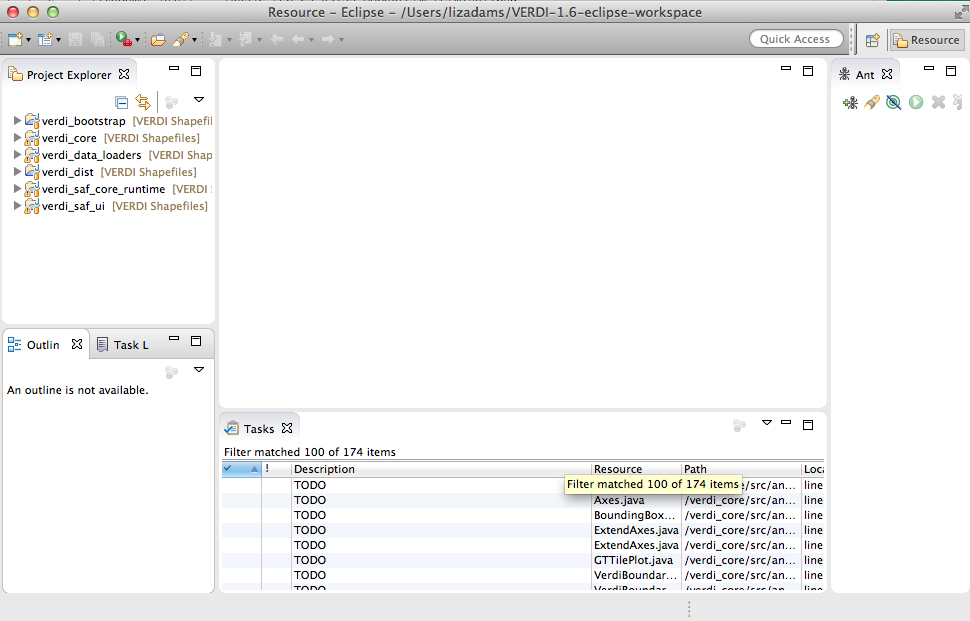 Resource – Eclipse – /Users/lizadams/VERDI-1.6-eclipse-workspace
Quick Access
Resource
Project Explorer
verdi_bootstrap [VERDI Shapefil
verdi_core [VERDI Shapefiles]
verdi_data_loaders [VERDI Shap
verdi_dist [VERDI Shapefiles]
verdi_saf_core_runtime [VERDI
verdi_saf_ui [VERDI Shapefiles]
Ant
Outlin Task L
An outline is not available.
Tasks
Filter matched 100 of 174 items
! Description Resource Path Loca
Filter matched 100 of 174 items
TODO /src/an... line
TODO Axes.java /verdi_core/src/an... line
TODO BoundingBox... /verdi_core/src/an... line
TODO ExtendAxes.java /verdi_core/src/an... line
TODO ExtendAxes.java /verdi_core/src/an... line
TODO GTTilePlot.java /verdi_core/src/an... line
TODO VerdiBoundar... /verdi_core/src/an... line
TODO VerdiBoundar... /verdi_core/src/an... line